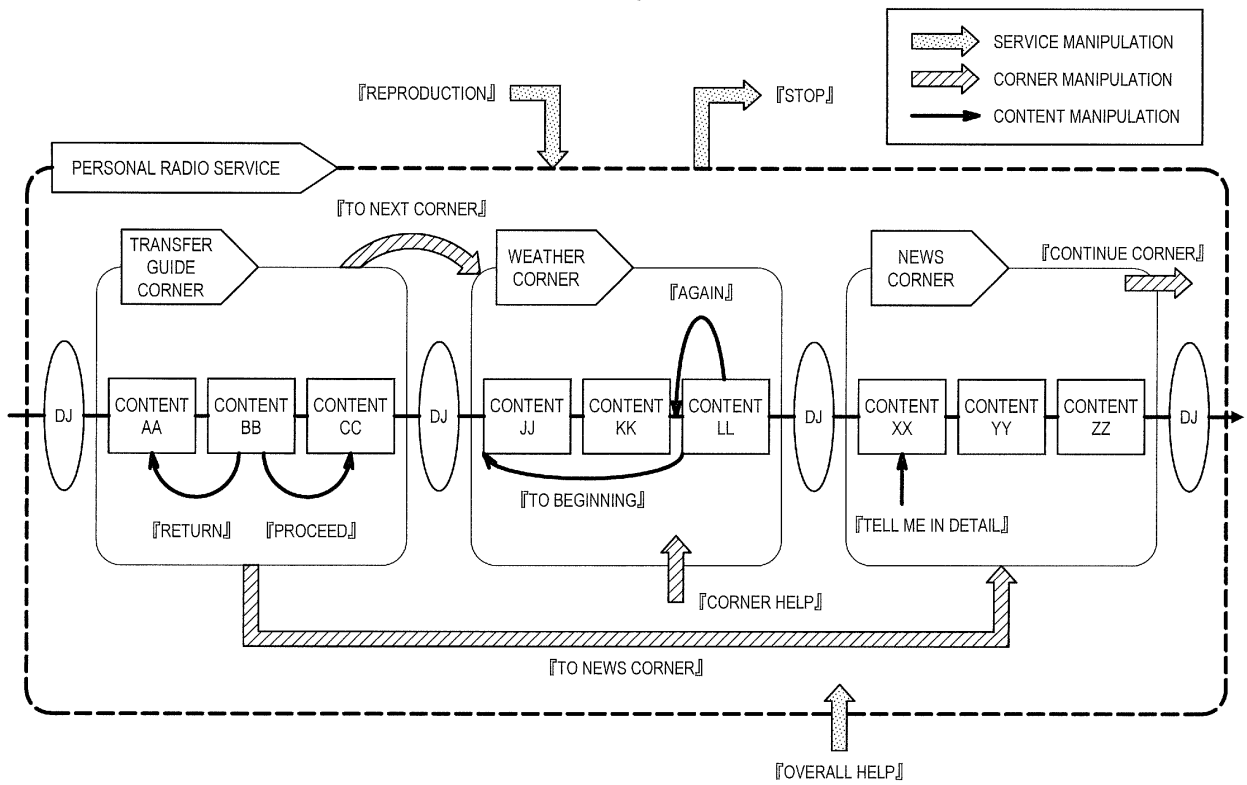 SERVICE MANIPULATION
CORNER MANIPULATION
CONTENT MANIPULATION
『REPRODUCTION』
『STOP』
PERSONAL RADIO SERVICE
『TO NEXT CORNER』
TRANSFER
GUIDE
CORNER
WEATHER
CORNER
NEWS
CORNER
『CONTINUE CORNER』
『AGAIN』
DJ
CONTENT
AA
CONTENT
BB
CONTENT
CC
DJ
CONTENT
JJ
CONTENT
KK
CONTENT
LL
DJ
CONTENT
XX
CONTENT
YY
CONTENT
ZZ
DJ
『RETURN』
『PROCEED』
『TO BEGINNING』
『TELL ME IN DETAIL』
『CORNER HELP』
『TO NEWS CORNER』
『OVERALL HELP』